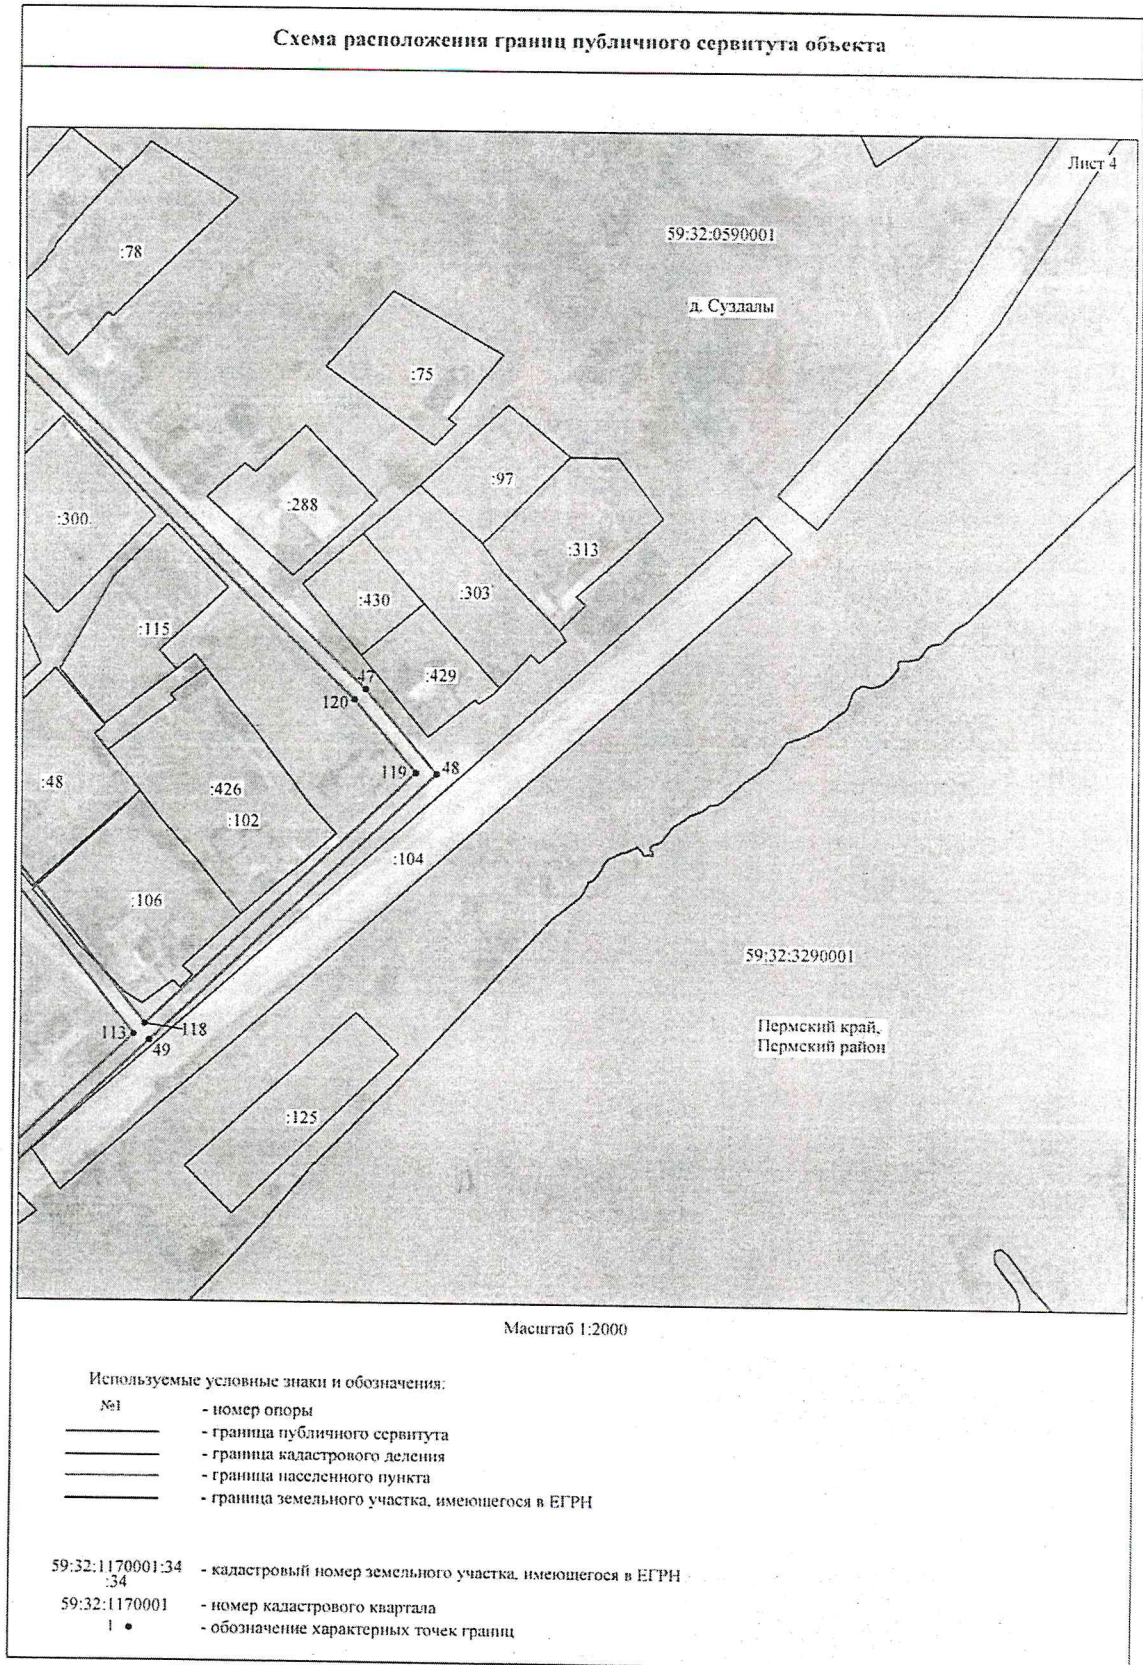 Схема расположения границ публичного сервитута объекта
Лист 4
59:32:0590001
:78
д. Суздалы
:75
:97
:288
:300
:313
:430
:303
:115
47
:429
120
119
48
:48
:426
:102
:104
:106
59:32:3290001
113
118
49
Пермский край,
Пермский район
:125
Масштаб 1:2000
Используемые условные знаки и обозначения:
№1 - номер опоры
- граница публичного сервитута
- граница кадастрового деления
- граница населенного пункта
- граница земельного участка, имеющегося в ЕГРН
59:32:1170001:34 - кадастровый номер земельного участка, имеющегося в ЕГРН
:34
59:32:1170001 - номер кадастрового квартала
1 ● - обозначение характерных точек границ